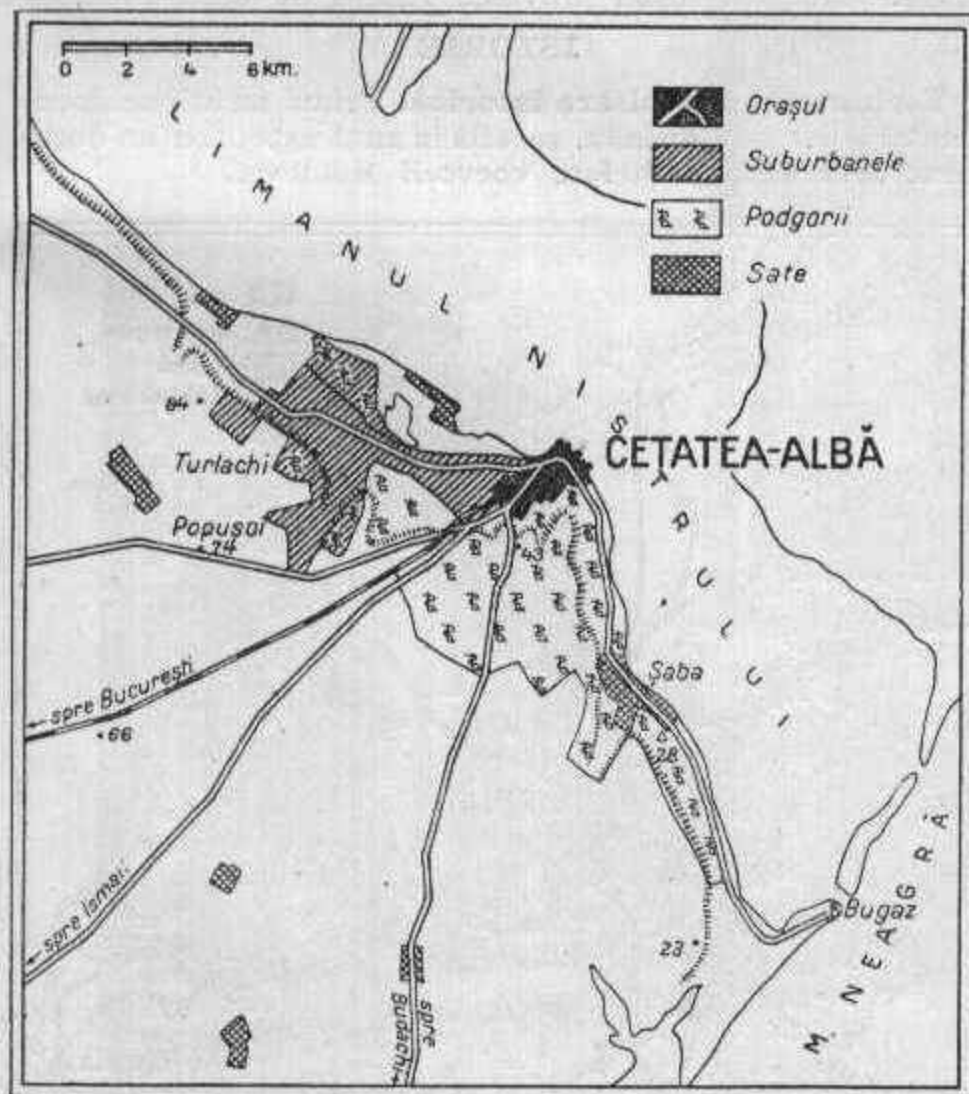 0 2 4 6 km.
Orașul
Suburbanele
Podgorii
Sate
LIMANUL NISTRULUI
CETATEA-ALBĂ
84
Turlachi
Popușoi
74
Șaba
spre București
66
28
spre Ismail
23
Bugaz
M. NEAGRĂ
spre
Budachi